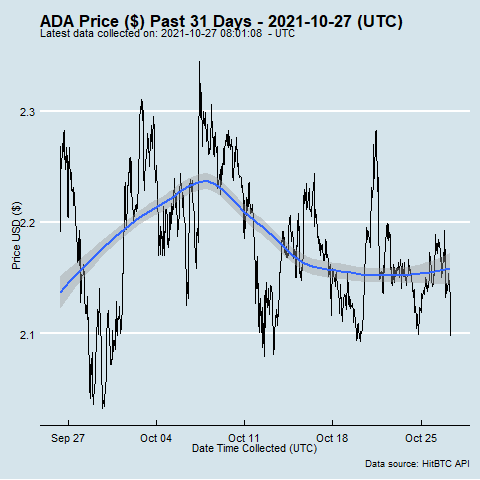 ADA Price ($) Past 31 Days - 2021-10-27 (UTC)
Latest data collected on: 2021-10-27 08:01:08 - UTC
Price USD ($)
2.3
2.2
2.1
Sep 27
Oct 04
Oct 11
Oct 18
Oct 25
Date Time Collected (UTC)
Data source: HitBTC API